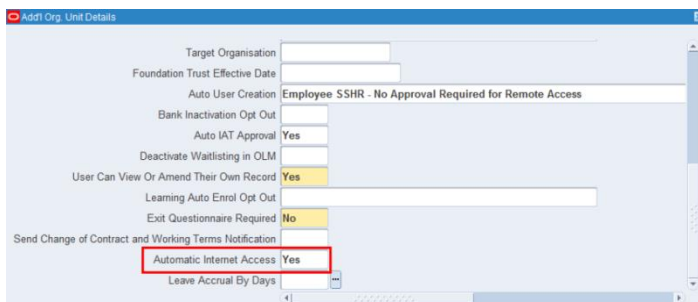 Add'l Org. Unit Details
Target Organisation
Foundation Trust Effective Date
Auto User Creation Employee SSHR - No Approval Required for Remote Access
Bank Inactivation Opt Out
Auto IAT Approval Yes
Deactivate Waitlisting in OLM
User Can View Or Amend Their Own Record Yes
Learning Auto Enrol Opt Out
Exit Questionnaire Required No
Send Change of Contract and Working Terms Notification
Automatic Internet Access Yes
Leave Accrual By Days